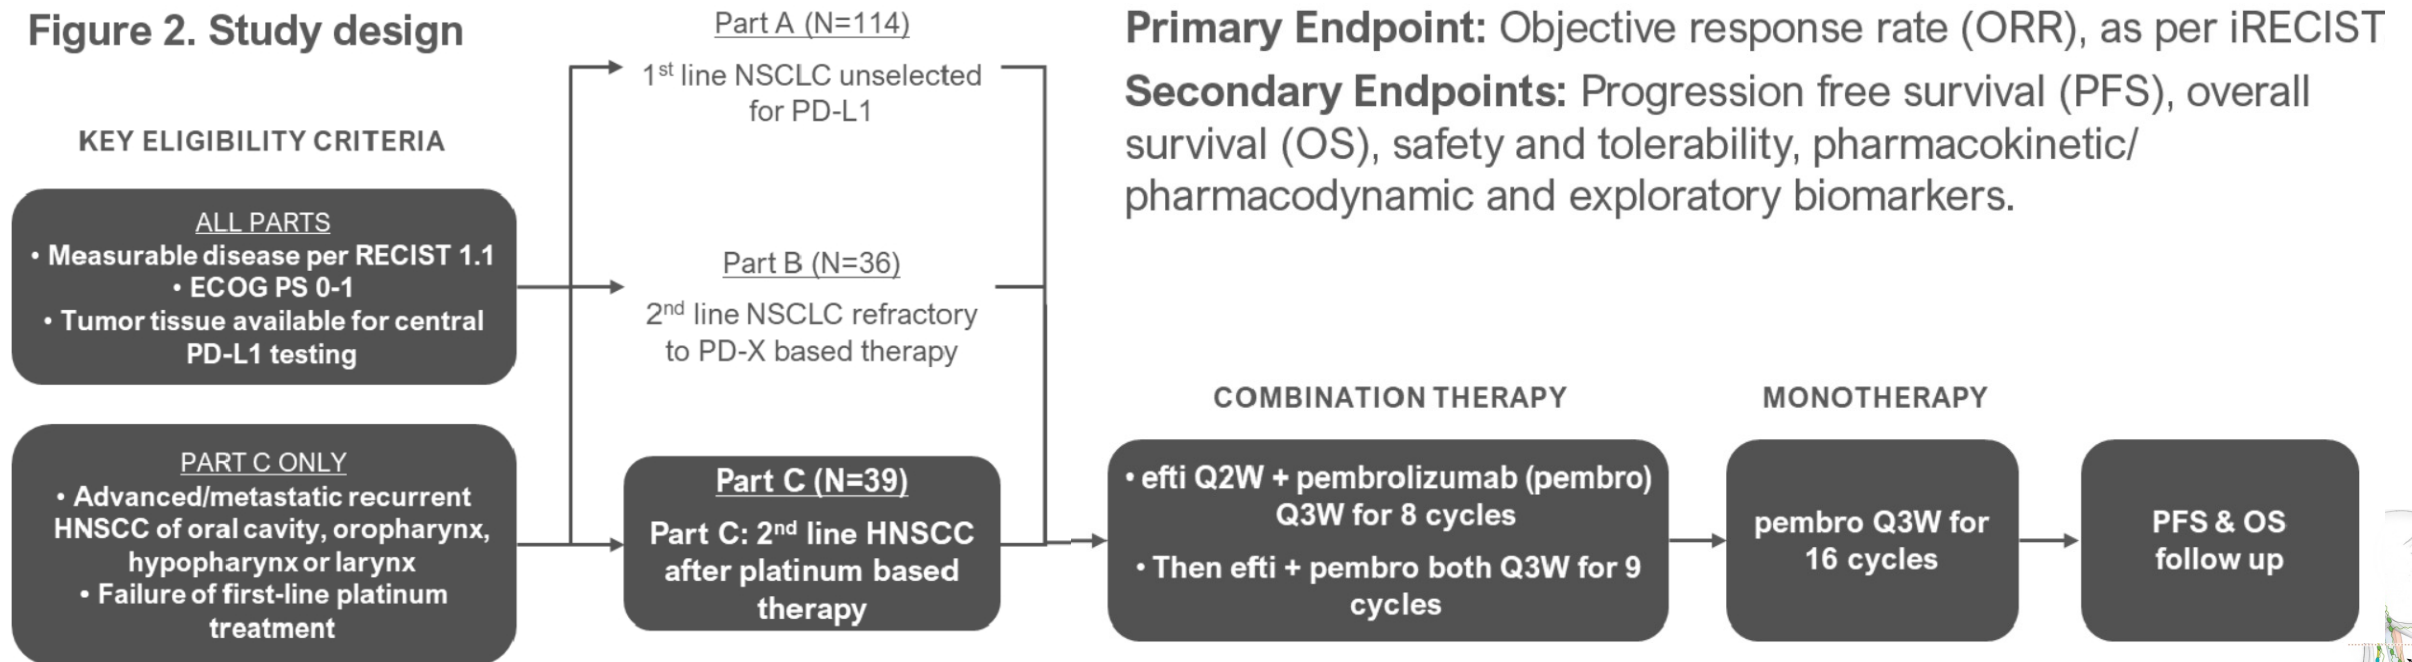 Figure 2. Study design
KEY ELIGIBILITY CRITERIA
ALL PARTS
• Measurable disease per RECIST 1.1
• ECOG PS 0-1
• Tumor tissue available for central
PD-L1 testing
PART C ONLY
• Advanced/metastatic recurrent
HNSCC of oral cavity, oropharynx,
hypopharynx or larynx
• Failure of first-line platinum
treatment
Part A (N=114)
1st line NSCLC unselected
for PD-L1
Part B (N=36)
2nd line NSCLC refractory
to PD-X based therapy
Part C (N=39)
Part C: 2nd line HNSCC
after platinum based
therapy
Primary Endpoint: Objective response rate (ORR), as per iRECIST
Secondary Endpoints: Progression free survival (PFS), overall
survival (OS), safety and tolerability, pharmacokinetic/
pharmacodynamic and exploratory biomarkers.
COMBINATION THERAPY
• efti Q2W + pembrolizumab (pembro)
Q3W for 8 cycles
• Then efti + pembro both Q3W for 9
cycles
MONOTHERAPY
pembro Q3W for
16 cycles
PFS & OS
follow up